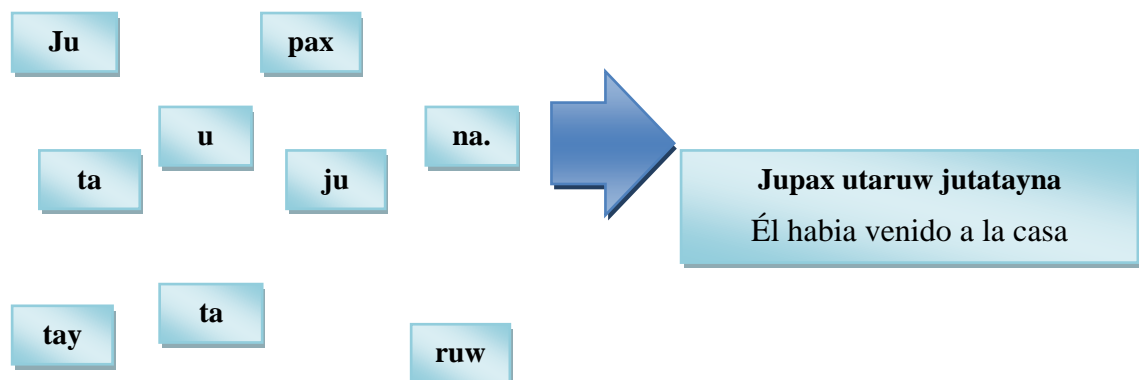 Ju
pax
u
na.
ta
ju
Jupax utaruw jutatayna
Él habia venido a la casa
ta
tay
ruw